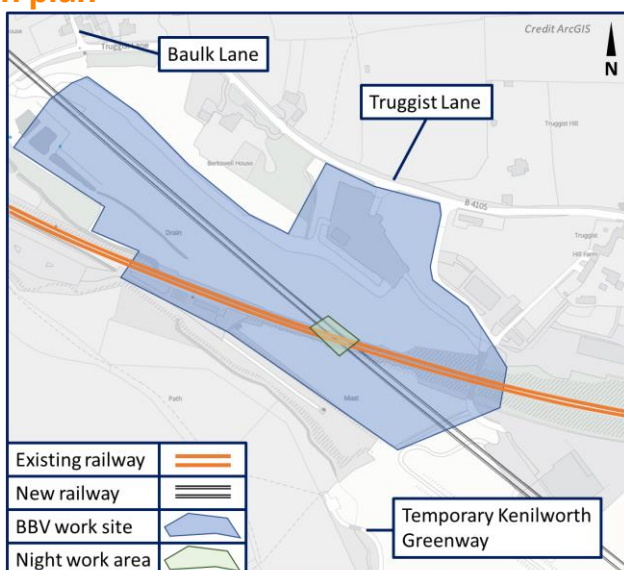 n plan
Credit ArcGIS
N
Baulk Lane
Truggist Lane
Truggist Lane
Truggist Hill
Berkswell House
B 4105
Drain
Truggist
Hill Farm
Path
Mast
Existing railway
New railway
BBV work site
Night work area
Temporary Kenilworth
Greenway